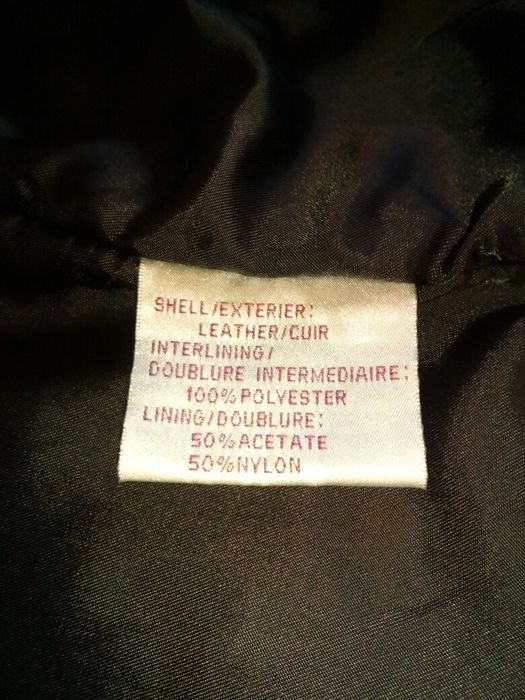 SHELL/EXTERIER:
LEATHER/CUIR
INTERLINING/
DOUBLURE INTERMEDIAIRE:
100% POLYESTER
LINING/DOUBLURE:
50% ACETATE
50% NYLON